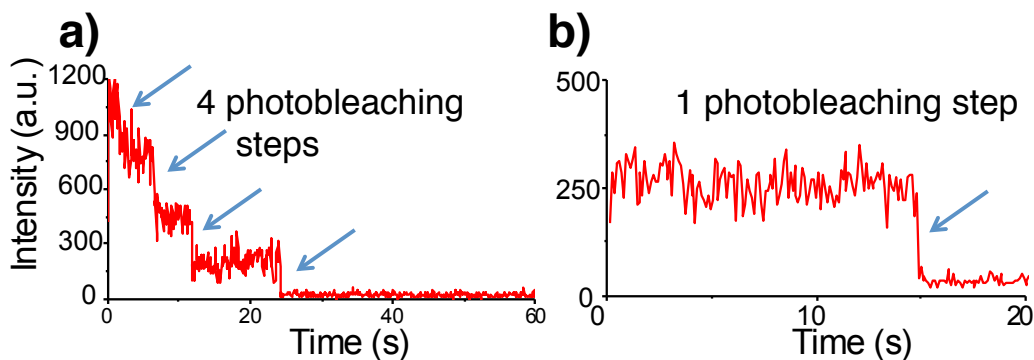 a)
4 photobleaching
steps
Intensity (a.u.)
1200
900
600
300
0
0
20
40
60
Time (s)
b)
1 photobleaching step
500
250
0
0
10
20
Time (s)